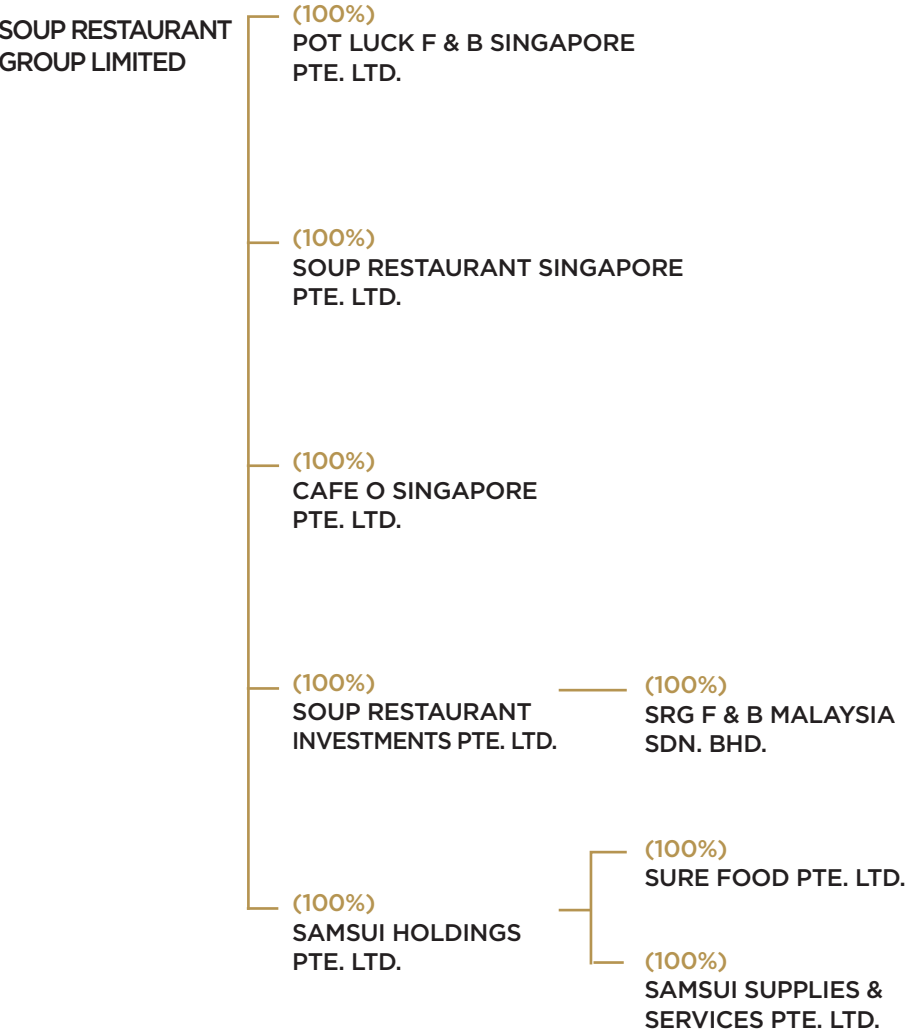 SOUP RESTAURANT
GROUP LIMITED
(100%)
POT LUCK F & B SINGAPORE
PTE. LTD.
(100%)
SOUP RESTAURANT SINGAPORE
PTE. LTD.
(100%)
CAFE O SINGAPORE
PTE. LTD.
(100%)
SOUP RESTAURANT
INVESTMENTS PTE. LTD.
(100%)
SRG F & B MALAYSIA
SDN. BHD.
(100%)
SAMSUI HOLDINGS
PTE. LTD.
(100%)
SURE FOOD PTE. LTD.
(100%)
SAMSUI SUPPLIES &
SERVICES PTE. LTD.